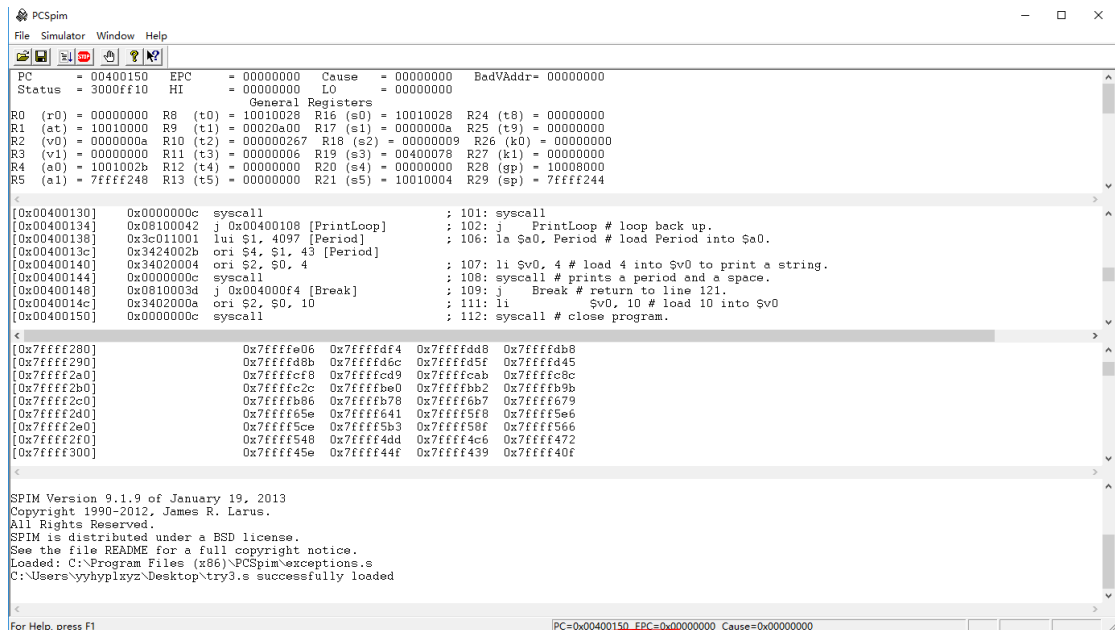 PCSpim
File Simulator Window Help
PC = 00400150 EPC = 00000000 Cause = 00000000 BadVAddr= 00000000
Status = 3000ff10 HI = 00000000 LO = 00000000
General Registers
R0 (r0) = 00000000 R8 (t0) = 10010028 R16 (s0) = 10010028 R24 (t8) = 00000000
R1 (at) = 10010000 R9 (t1) = 00020a00 R17 (s1) = 0000000a R25 (t9) = 00000000
R2 (v0) = 0000000a R10 (t2) = 000000267 R18 (s2) = 00000009 R26 (k0) = 00000000
R3 (v1) = 00000000 R11 (t3) = 00000006 R19 (s3) = 00400078 R27 (k1) = 00000000
R4 (a0) = 1001002b R12 (t4) = 00000000 R20 (s4) = 00000000 R28 (gp) = 10008000
R5 (a1) = 7ffff248 R13 (t5) = 00000000 R21 (s5) = 10010004 R29 (sp) = 7ffff244
[0x00400130] 0x0000000c syscall ; 101: syscall
[0x00400134] 0x08100042 j 0x00400108 [PrintLoop] ; 102: j PrintLoop # loop back up.
[0x00400138] 0x3c011001 lui $1, 4097 [Period] ; 106: la $a0, Period # load Period into $a0.
[0x0040013c] 0x3424002b ori $4, $1, 43 [Period]
[0x00400140] 0x34020004 ori $2, $0, 4 ; 107: li $v0, 4 # load 4 into $v0 to print a string.
[0x00400144] 0x0000000c syscall ; 108: syscall # prints a period and a space.
[0x00400148] 0x0810003d j 0x004000f4 [Break] ; 109: j Break # return to line 121.
[0x0040014c] 0x3402000a ori $2, $0, 10 ; 111: li $v0, 10 # load 10 into $v0
[0x00400150] 0x0000000c syscall ; 112: syscall # close program.
[0x7ffff280] 0x7ffffe06 0x7ffffdf4 0x7ffffdd8 0x7ffffdb8
[0x7ffff290] 0x7ffffd8b 0x7ffffd6c 0x7ffffd5f 0x7ffffd45
[0x7ffff2a0] 0x7ffffcf8 0x7ffffcd9 0x7ffffcab 0x7ffffc8c
[0x7ffff2b0] 0x7ffffc2c 0x7ffffbe0 0x7ffffbb2 0x7ffffb9b
[0x7ffff2c0] 0x7ffffb86 0x7ffffb78 0x7ffff6b7 0x7ffff679
[0x7ffff2d0] 0x7ffff65e 0x7ffff641 0x7ffff5f8 0x7ffff5e6
[0x7ffff2e0] 0x7ffff5ce 0x7ffff5b3 0x7ffff58f 0x7ffff566
[0x7ffff2f0] 0x7ffff548 0x7ffff4dd 0x7ffff4c6 0x7ffff472
[0x7ffff300] 0x7ffff45e 0x7ffff44f 0x7ffff439 0x7ffff40f
SPIM Version 9.1.9 of January 19, 2013
Copyright 1990-2012, James R. Larus.
All Rights Reserved.
SPIM is distributed under a BSD license.
See the file README for a full copyright notice.
Loaded: C:\Program Files (x86)\PCSpim\exceptions.s
C:\Users\yyhyplxyz\Desktop\try3.s successfully loaded
For Help, press F1 PC=0x00400150 EPC=0x00000000 Cause=0x00000000